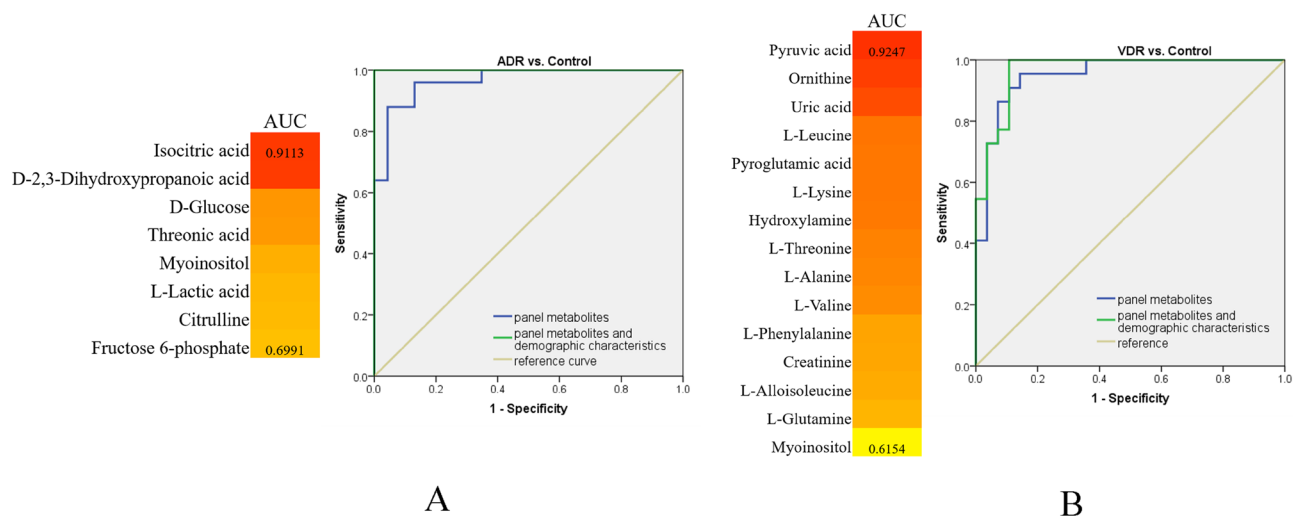 AUC
Isocitric acid 0.9113
D-2,3-Dihydroxypropanoic acid
D-Glucose
Threonic acid
Myoinositol
L-Lactic acid
Citrulline
Fructose 6-phosphate 0.6991
ADR vs. Control
Sensitivity
1.0
0.8
0.6
0.4
0.2
0.0
panel metabolites
panel metabolites and
demographic characteristics
reference curve
0.0 0.2 0.4 0.6 0.8 1.0
1 - Specificity
A
AUC
Pyruvic acid 0.9247
Ornithine
Uric acid
L-Leucine
Pyroglutamic acid
L-Lysine
Hydroxylamine
L-Threonine
L-Alanine
L-Valine
L-Phenylalanine
Creatinine
L-Alloisoleucine
L-Glutamine
Myoinositol 0.6154
VDR vs. Control
Sensitivity
1.0
0.8
0.6
0.4
0.2
0.0
panel metabolites
panel metabolites and
demographic characteristics
reference
0.0 0.2 0.4 0.6 0.8 1.0
1 - Specificity
B